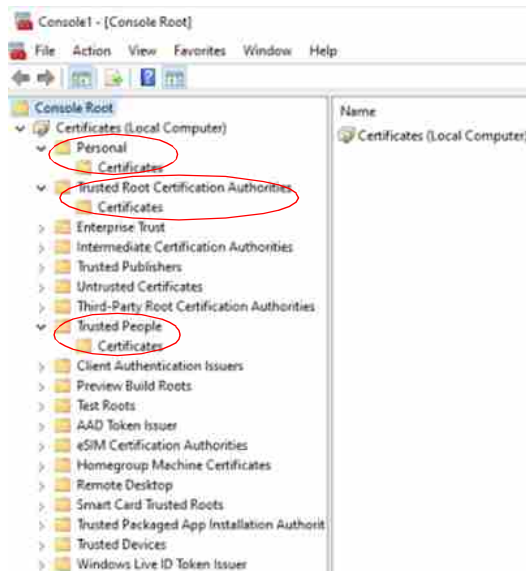 Console1 - [Console Root]
File Action View Favorites Window Help
Console Root
Certificates (Local Computer)
Personal
Certificates
Trusted Root Certification Authorities
Certificates
Enterprise Trust
Intermediate Certification Authorities
Trusted Publishers
Untrusted Certificates
Third-Party Root Certification Authorities
Trusted People
Certificates
Client Authentication Issuers
Preview Build Roots
Test Roots
AAD Token Issuer
eSIM Certification Authorities
Homegroup Machine Certificates
Remote Desktop
Smart Card Trusted Roots
Trusted Packaged App Installation Authorit
Trusted Devices
Windows Live ID Token Issuer
Name
Certificates (Local Computer)